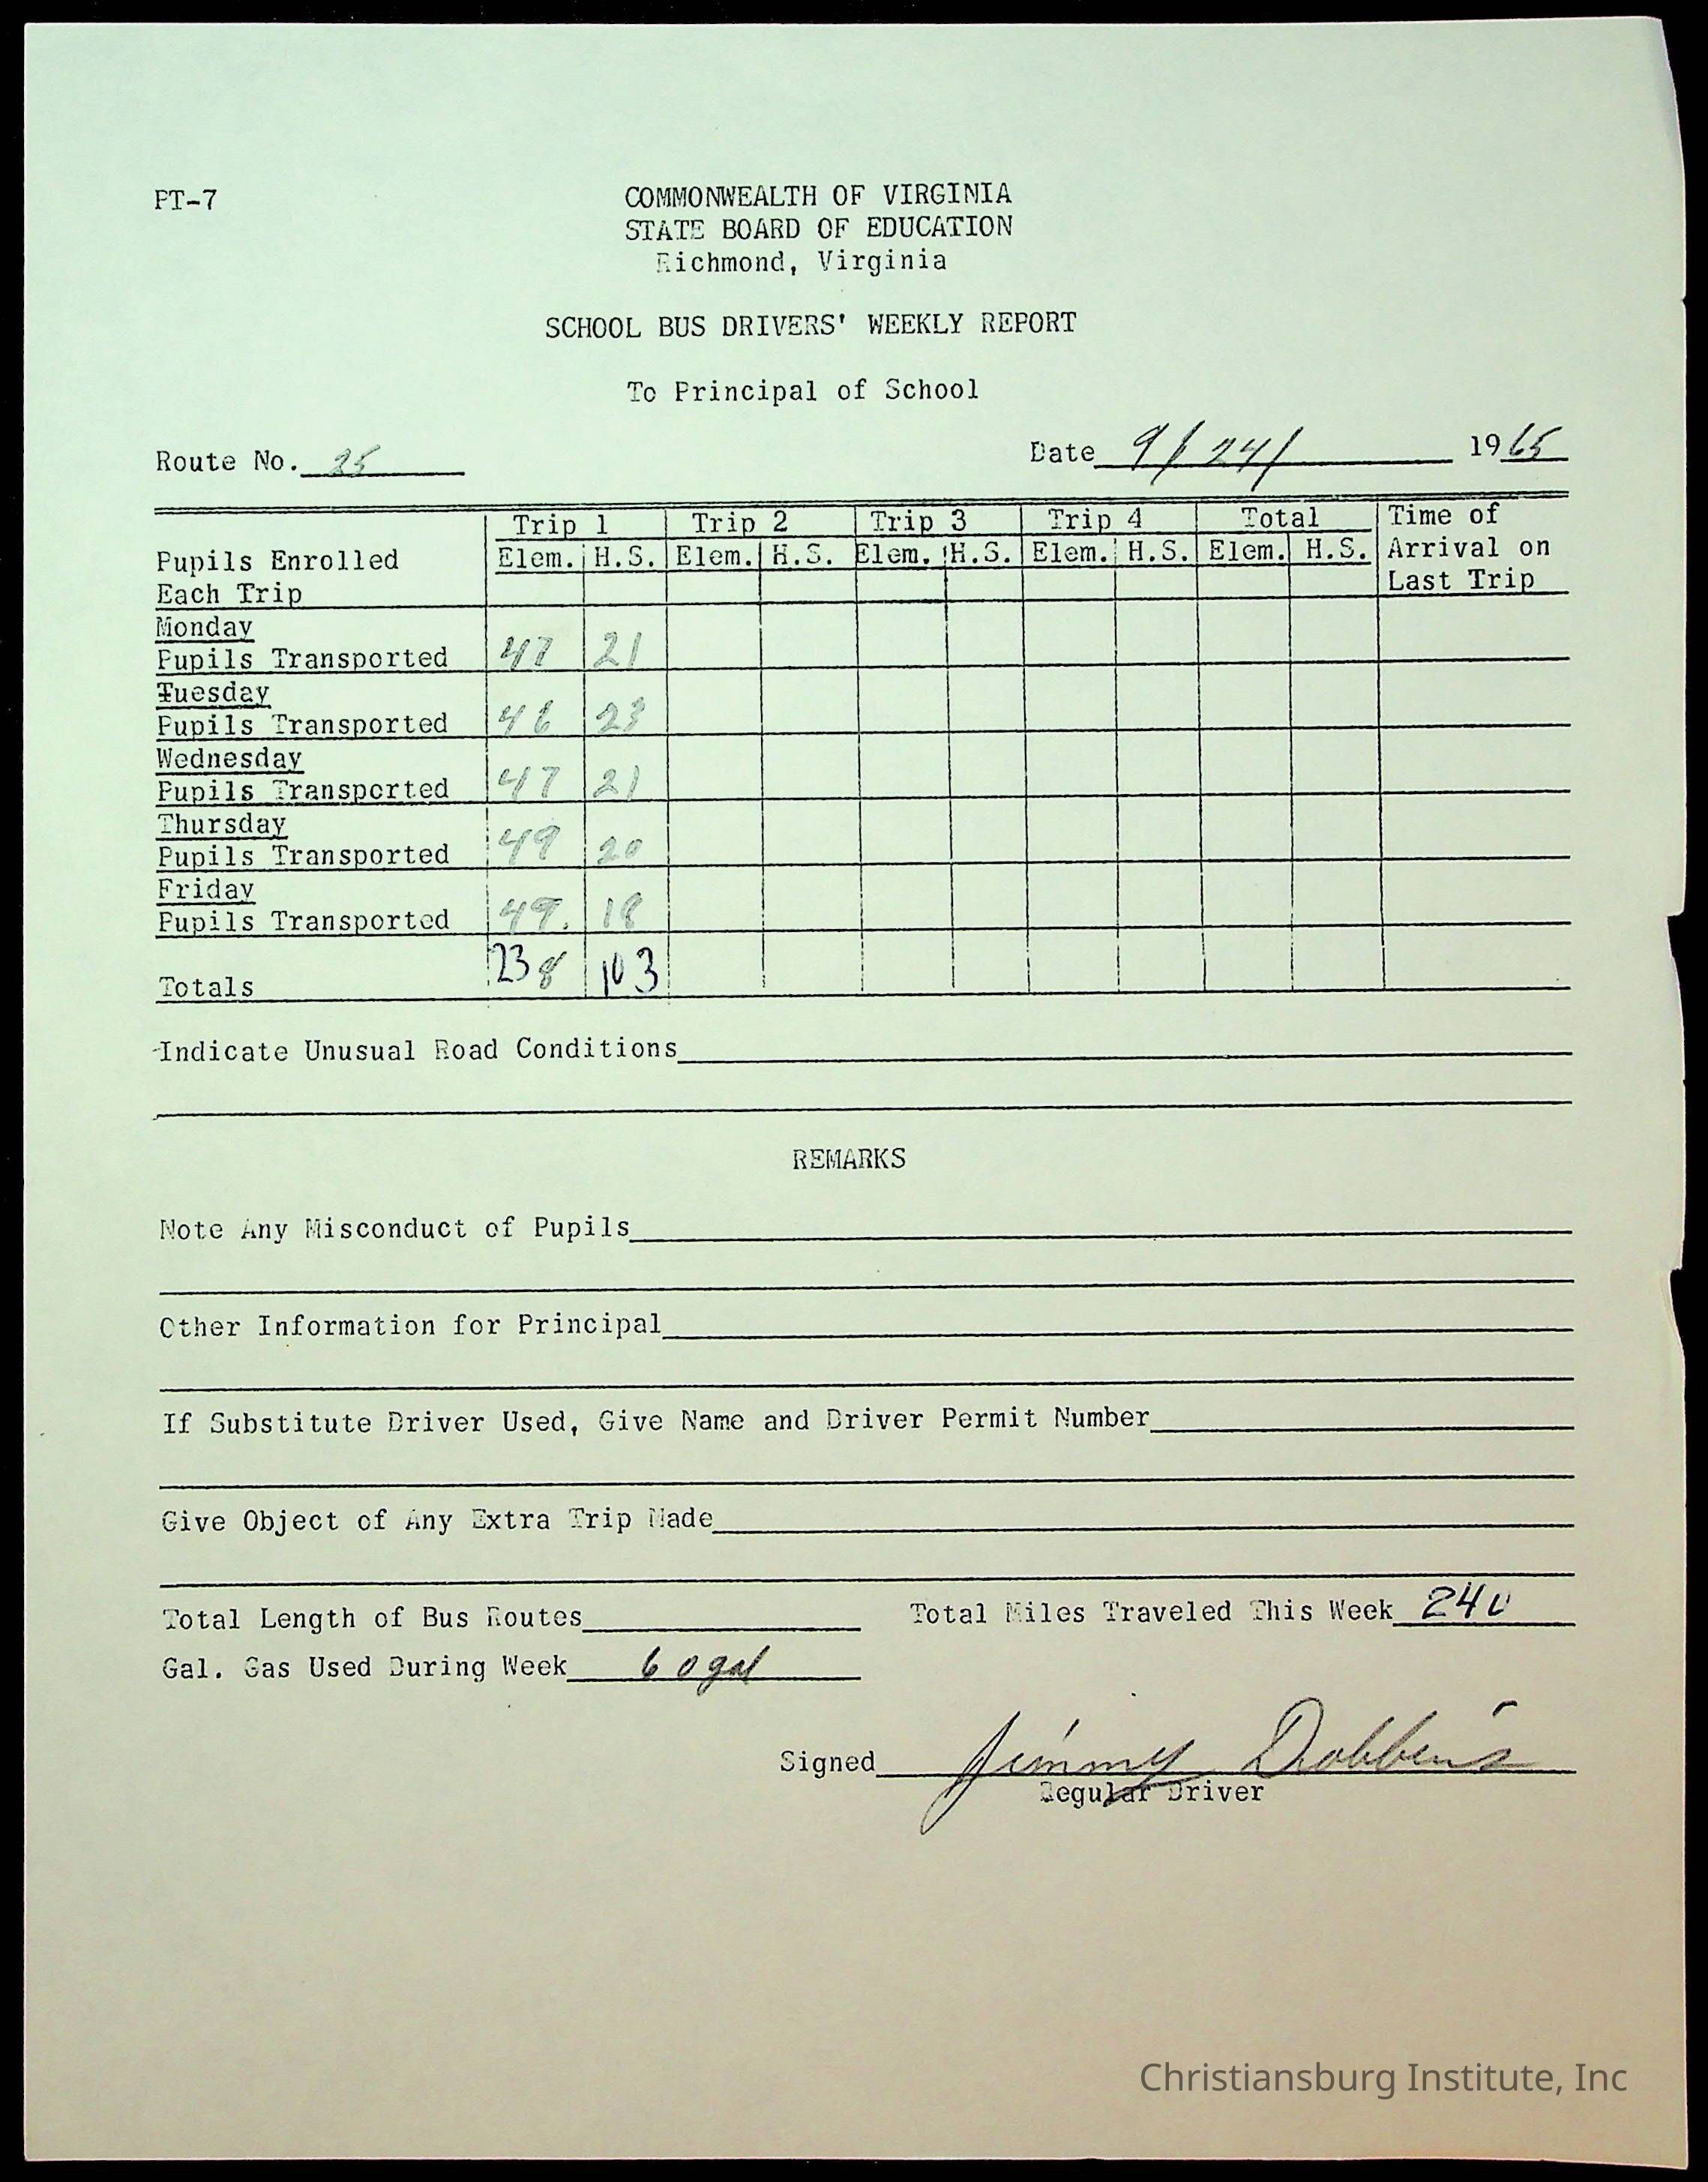 PT-7
COMMONWEALTH OF VIRGINIA
STATE BOARD OF EDUCATION
Richmond, Virginia
SCHOOL BUS DRIVERS' WEEKLY REPORT
To Principal of School
Route No. 25 Date 9/24/ 1965
Trip 1 Trip 2 Trip 3 Trip 4 Total Time of
Pupils Enrolled Elem. H.S. Elem. H.S. Elem. H.S. Elem. H.S. Elem. H.S. Arrival on
Each Trip Last Trip
Monday
Pupils Transported 47 21
Tuesday
Pupils Transported 46 23
Wednesday
Pupils Transported 47 21
Thursday
Pupils Transported 49 20
Friday
Pupils Transported 49. 18
Totals 238 103
Indicate Unusual Road Conditions
REMARKS
Note Any Misconduct of Pupils
Other Information for Principal
If Substitute Driver Used, Give Name and Driver Permit Number
Give Object of Any Extra Trip Made
Total Length of Bus Routes Total Miles Traveled This Week 240
Gal. Gas Used During Week 60 gal
Signed Jimmy Dobbins
Regular Driver
Christiansburg Institute, Inc